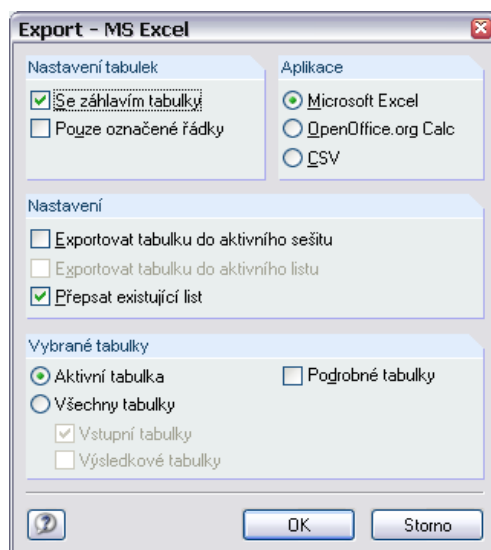 Export - MS Excel
Nastavení tabulek
Se záhlavím tabulky
Pouze označené řádky
Aplikace
Microsoft Excel
OpenOffice.org Calc
CSV
Nastavení
Exportovat tabulku do aktivního sešitu
Exportovat tabulku do aktivního listu
Přepsat existující list
Vybrané tabulky
Aktivní tabulka
Všechny tabulky
Vstupní tabulky
Výsledkové tabulky
Podrobné tabulky
OK
Storno